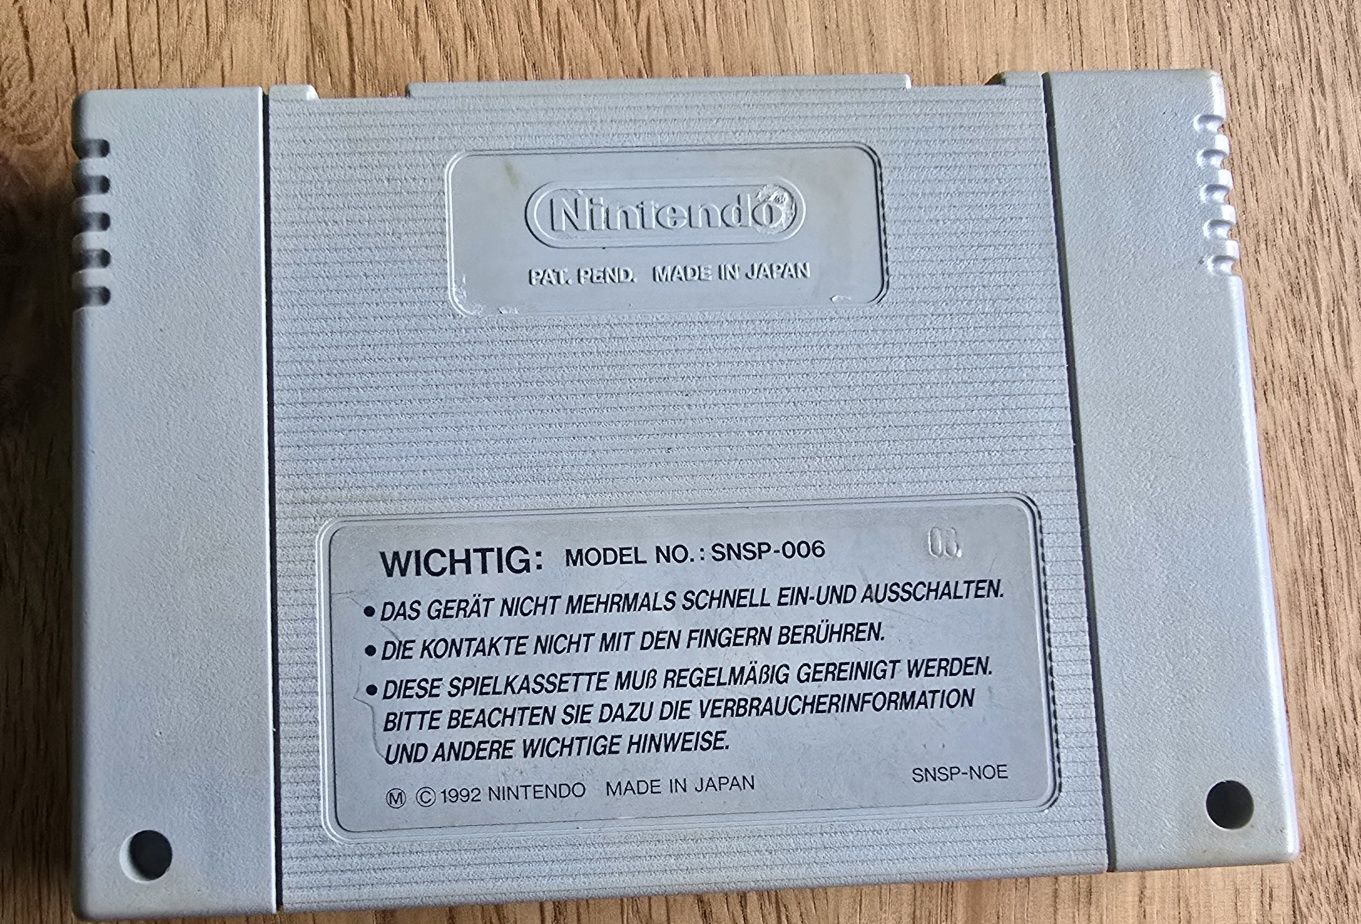 Nintendo
PAT. PEND. MADE IN JAPAN
WICHTIG: MODEL NO.: SNSP-006
• DAS GERÄT NICHT MEHRMALS SCHNELL EIN-UND AUSSCHALTEN.
• DIE KONTAKTE NICHT MIT DEN FINGERN BERÜHREN.
• DIESE SPIELKASSETTE MUß REGELMÄßIG GEREINIGT WERDEN.
BITTE BEACHTEN SIE DAZU DIE VERBRAUCHERINFORMATION
UND ANDERE WICHTIGE HINWEISE.
Ⓜ © 1992 NINTENDO MADE IN JAPAN
SNSP-NOE